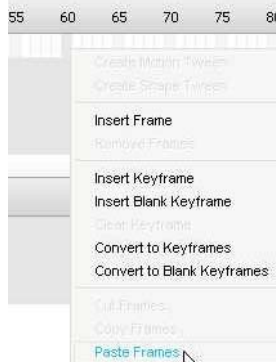 55 60 65 70 75 8
Create Motion Tween
Create Shape Tween
Insert Frame
Remove Frames
Insert Keyframe
Insert Blank Keyframe
Clear Keyframe
Convert to Keyframes
Convert to Blank Keyframes
Cut Frames
Copy Frames
Paste Frames